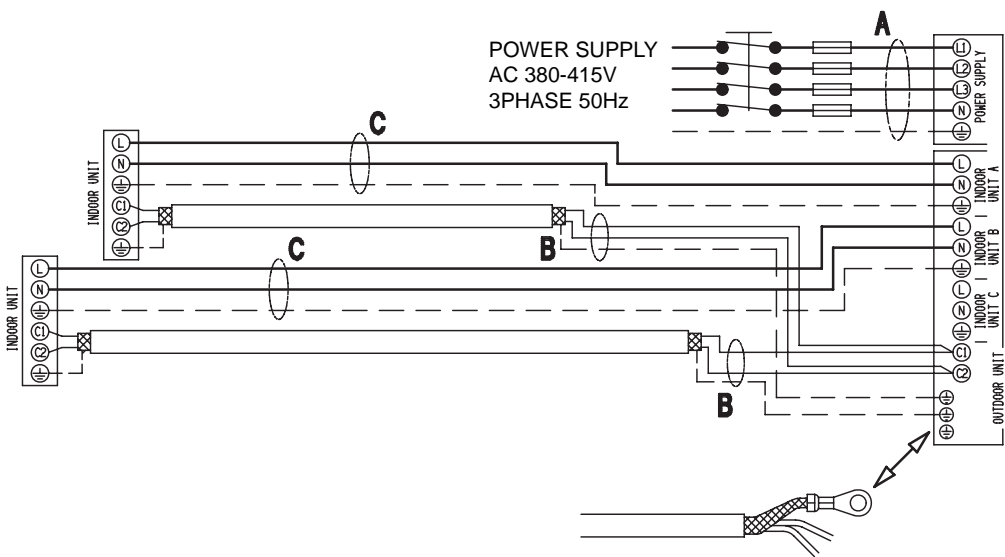 A
POWER SUPPLY
AC 380-415V
3PHASE 50Hz
L1
L2
L3
N
POWER SUPPLY
C
L
N
C1
C2
INDOOR UNIT
B
L
N
INDOOR UNIT A
L
N
INDOOR UNIT B
L
N
INDOOR UNIT C
C1
C2
OUTDOOR UNIT
C
L
N
C1
C2
INDOOR UNIT
B